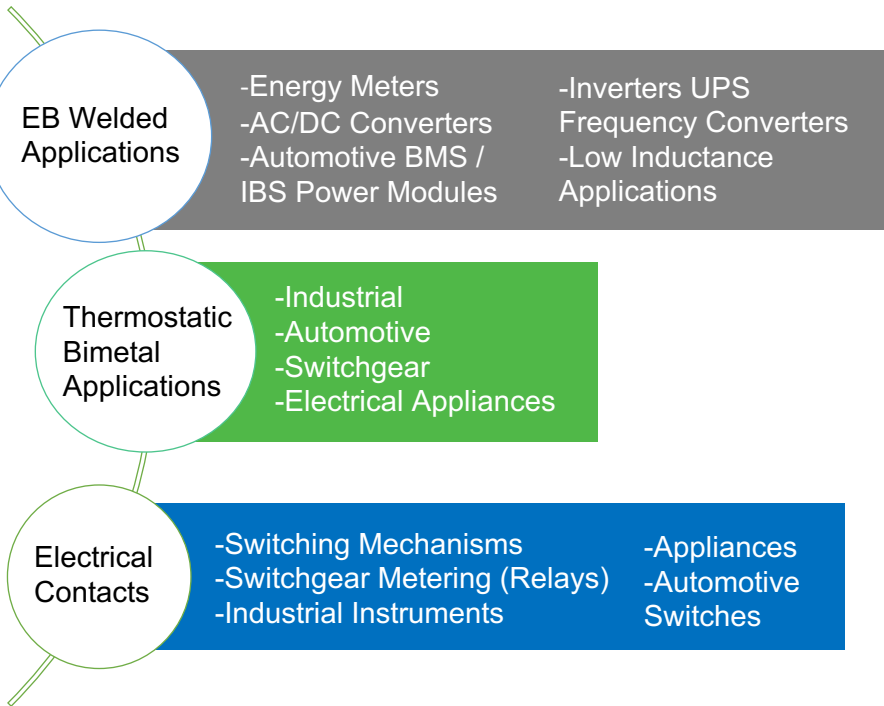 EB Welded
Applications
-Energy Meters
-AC/DC Converters
-Automotive BMS /
IBS Power Modules
-Inverters UPS
Frequency Converters
-Low Inductance
Applications
Thermostatic
Bimetal
Applications
-Industrial
-Automotive
-Switchgear
-Electrical Appliances
Electrical
Contacts
-Switching Mechanisms
-Switchgear Metering (Relays)
-Industrial Instruments
-Appliances
-Automotive
Switches